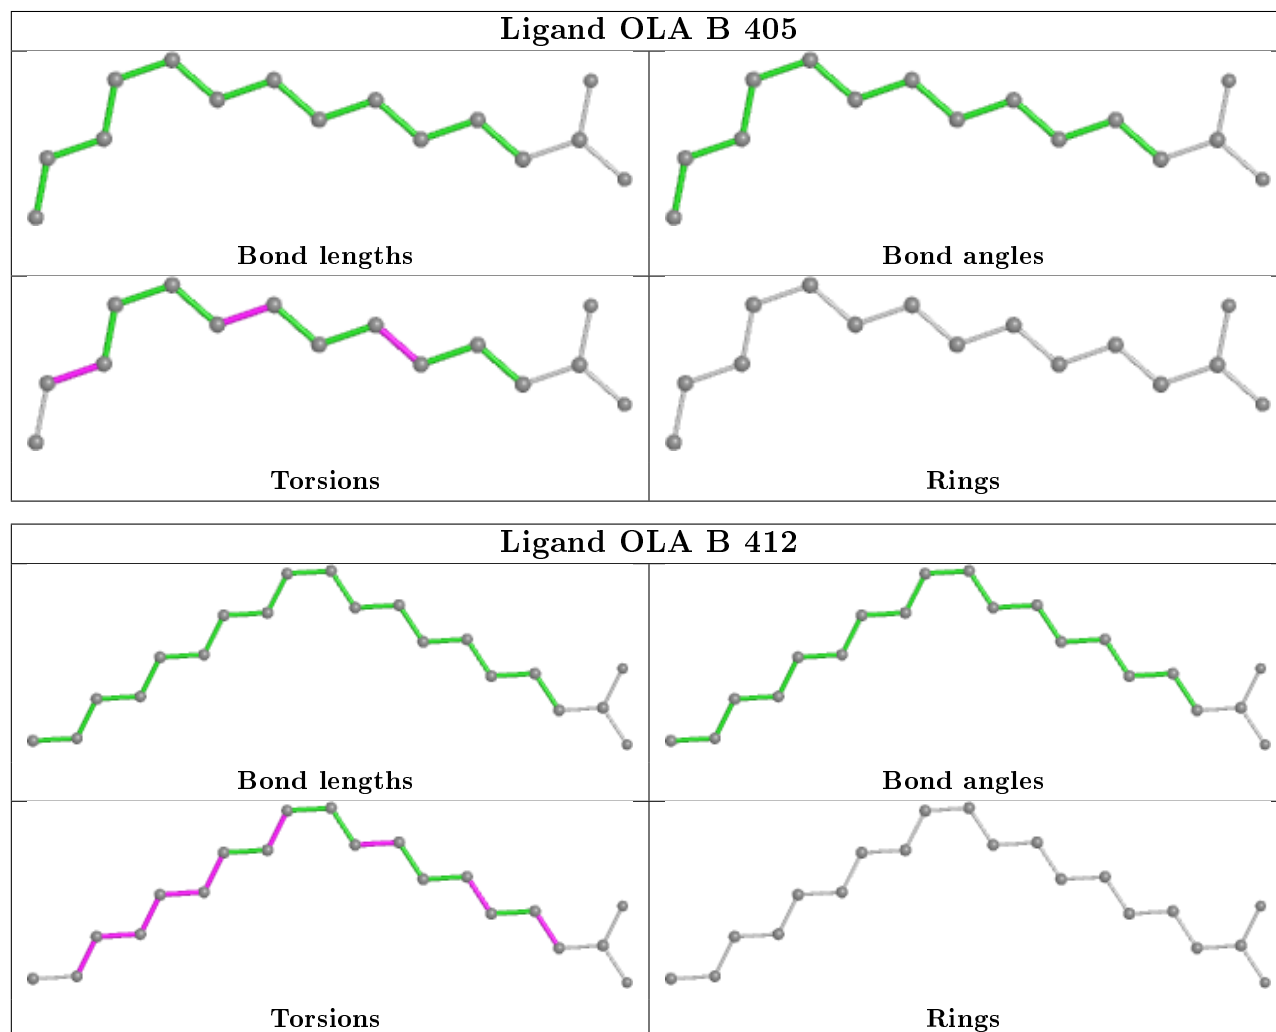 Ligand OLA B 405
Bond lengths
Bond angles
Torsions
Rings
Ligand OLA B 412
Bond lengths
Bond angles
Torsions
Rings